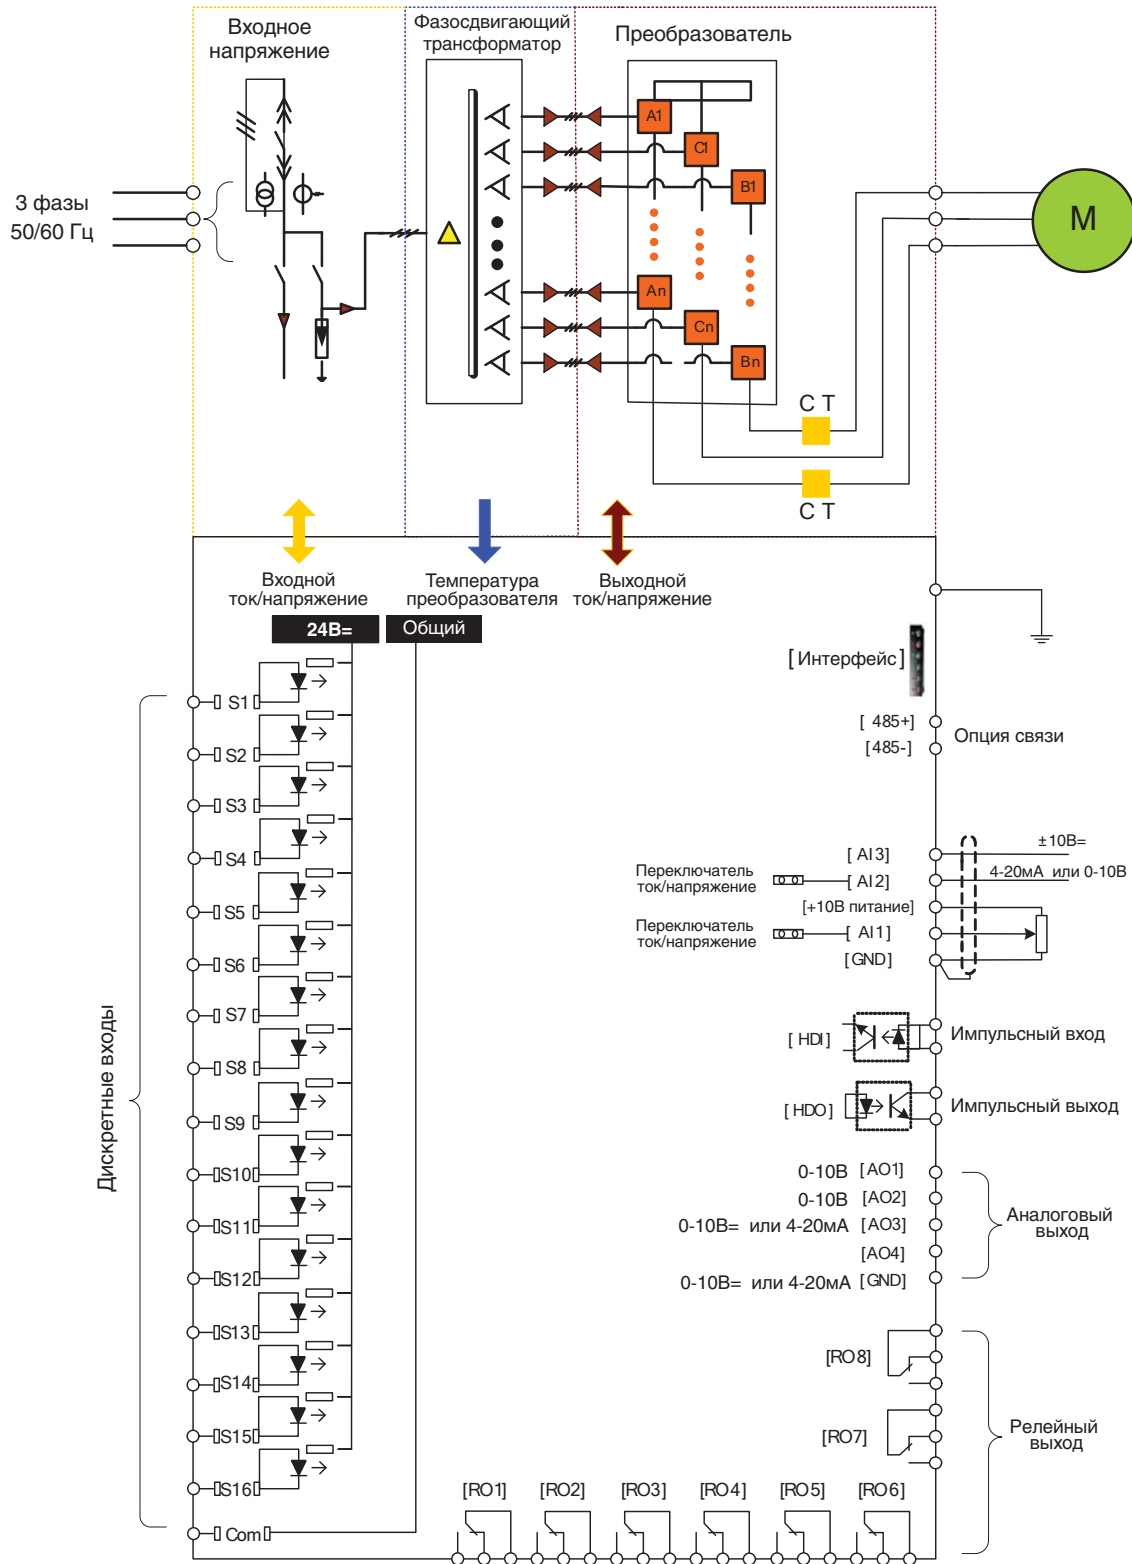 Входное
напряжение
Фазосдвигающий
трансформатор
Преобразователь
3 фазы
50/60 Гц
A1
C1
B1
An
Cn
Bn
M
С Т
С Т
Входной
ток/напряжение
Температура
преобразователя
Выходной
ток/напряжение
24В=
Общий
[Интерфейс]
[ 485+]
[485-]
Опция связи
Дискретные входы
S1
S2
S3
S4
S5
S6
S7
S8
S9
S10
S11
S12
S13
S14
S15
S16
Com
[ AI3]
±10В=
Переключатель
ток/напряжение
[ AI2]
4-20мА или 0-10В
[+10В питание]
Переключатель
ток/напряжение
[ AI1]
[GND]
[ HDI]
Импульсный вход
[ HDO]
Импульсный выход
0-10В [AO1]
0-10В [AO2]
0-10В= или 4-20мА [AO3]
[AO4]
0-10В= или 4-20мА [GND]
Аналоговый
выход
[RO8]
[RO7]
Релейный
выход
[RO1] [RO2] [RO3] [RO4] [RO5] [RO6]